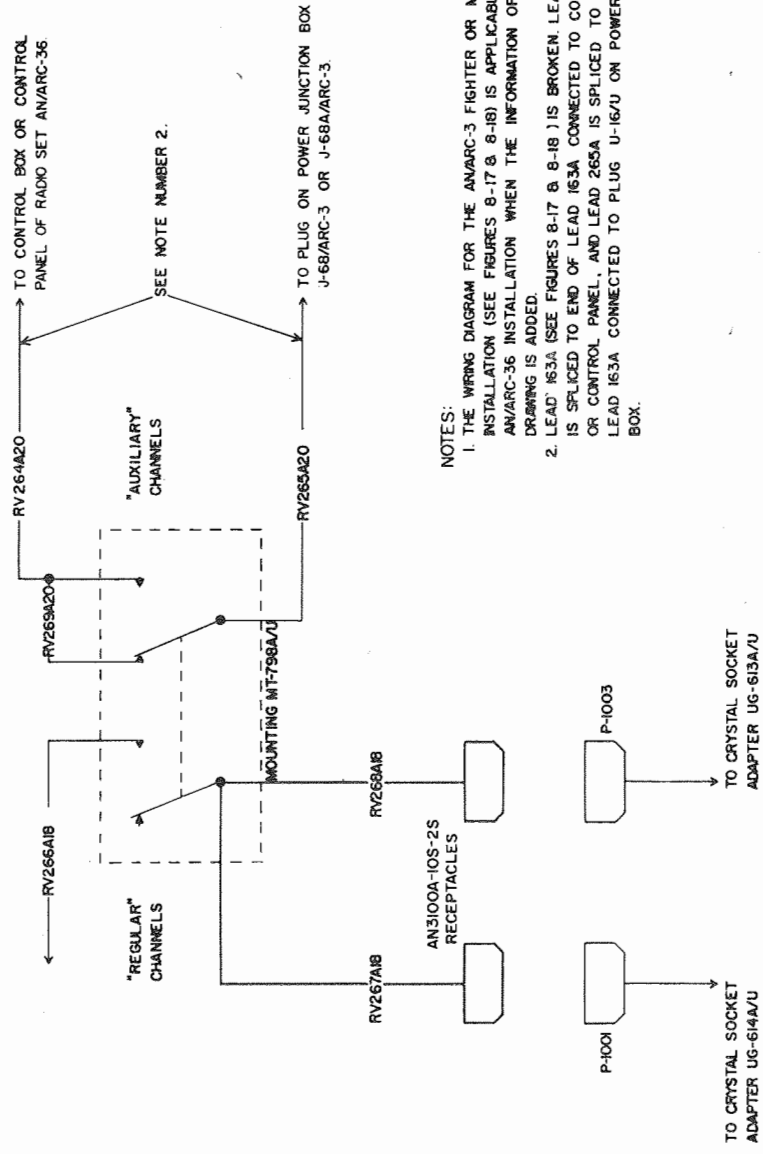 TO CONTROL BOX OR CONTROL
PANEL OF RADIO SET AN/ARC-36.
RV264A20
SEE NOTE NUMBER 2.
TO PLUG ON POWER JUNCTION BOX
J-68/ARC-3 OR J-68A/ARC-3.
"AUXILIARY"
CHANNELS
RV269A20
RV265A20
MOUNTING MT-798A/U
RV266A18
"REGULAR"
CHANNELS
RV268A18
RV267A18
AN3100A-10S-2S
RECEPTACLES
P-1003
P-1001
TO CRYSTAL SOCKET
ADAPTER UG-613A/U
TO CRYSTAL SOCKET
ADAPTER UG-614A/U
NOTES:
1. THE WIRING DIAGRAM FOR THE AN/ARC-3 FIGHTER OR
INSTALLATION (SEE FIGURES 8-17 & 8-18) IS
AN/ARC-36 INSTALLATION WHEN THE INFORMATION
DRAWING IS ADDED.
2. LEAD 163A (SEE FIGURES 8-17 & 8-18) IS BROKEN.
IS SPLICED TO END OF LEAD 163A CONNECTED TO
OR CONTROL PANEL, AND LEAD 265A IS SPLICED TO
LEAD 163A CONNECTED TO PLUG U-16/U ON POWER
BOX.